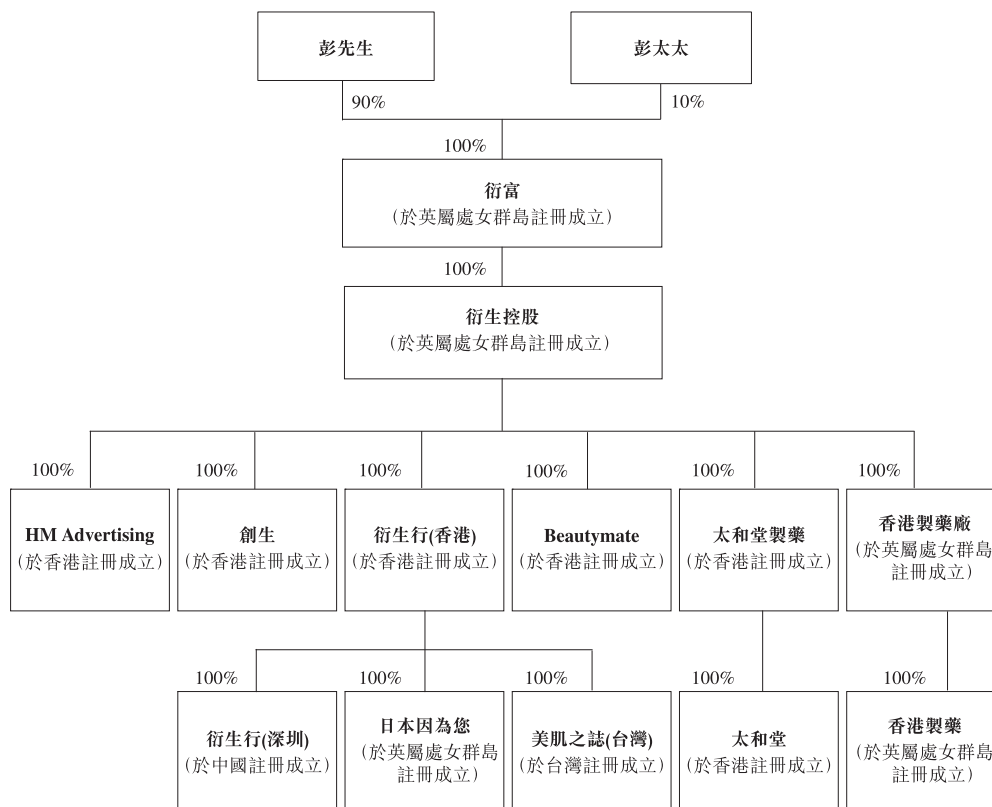 彭先生
彭太太
90%
10%
100%
衍富
(於英屬處女群島註冊成立)
100%
衍生控股
(於英屬處女群島註冊成立)
100%
100%
100%
100%
100%
100%
HM Advertising
(於香港註冊成立)
創生
(於香港註冊成立)
衍生行(香港)
(於香港註冊成立)
Beautymate
(於香港註冊成立)
太和堂製藥
(於香港註冊成立)
香港製藥廠
(於英屬處女群島
註冊成立)
100%
100%
100%
100%
100%
衍生行(深圳)
(於中國註冊成立)
日本因為您
(於英屬處女群島
註冊成立)
美肌之誌(台灣)
(於台灣註冊成立)
太和堂
(於香港註冊成立)
香港製藥
(於英屬處女群島
註冊成立)